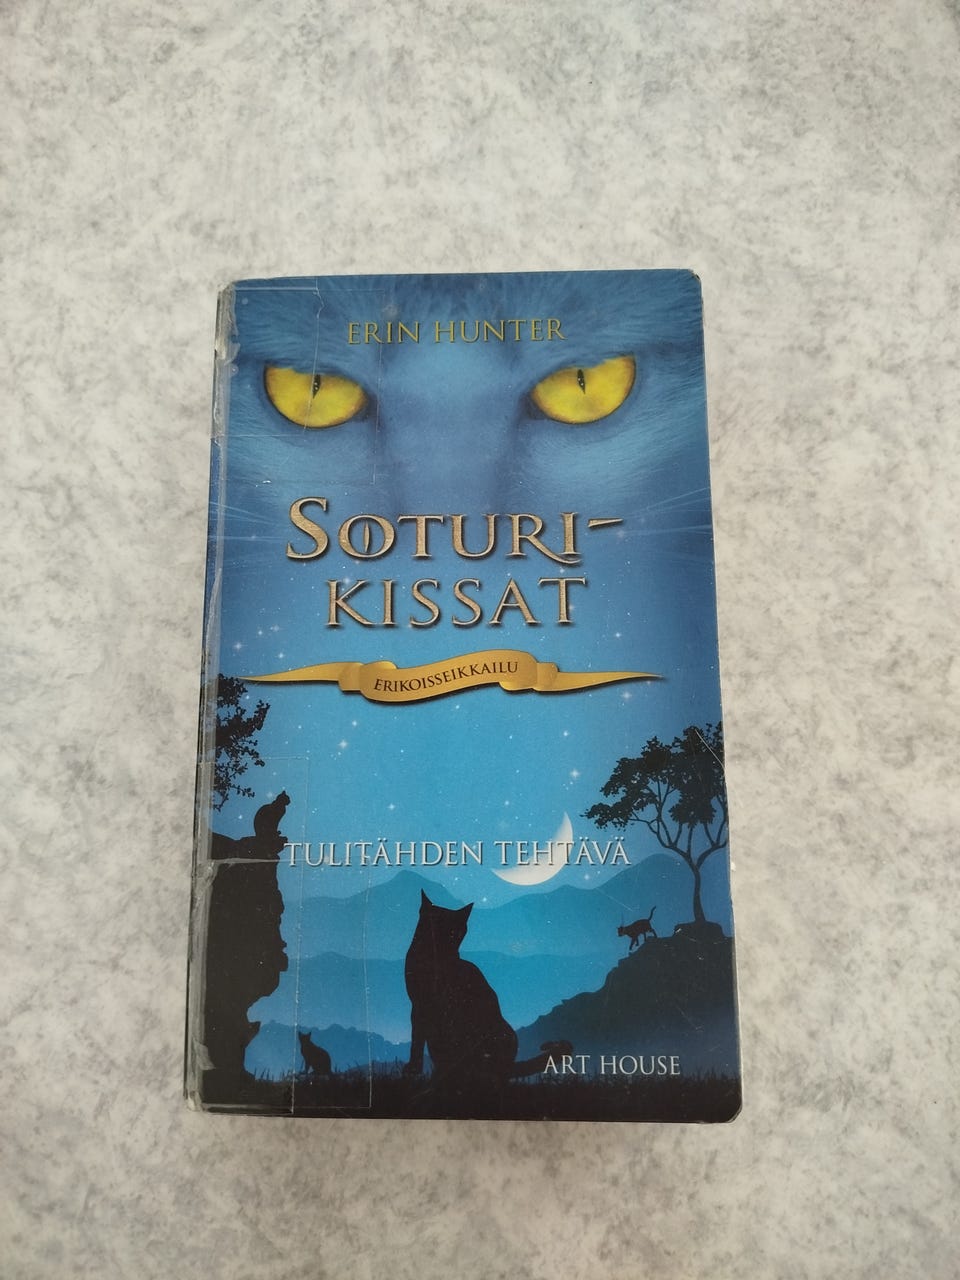 ERIN HUNTER
SOTURI-
KISSAT
ERIKOISSEIKKAILU
TULITÄHDEN TEHTÄVÄ
ART HOUSE